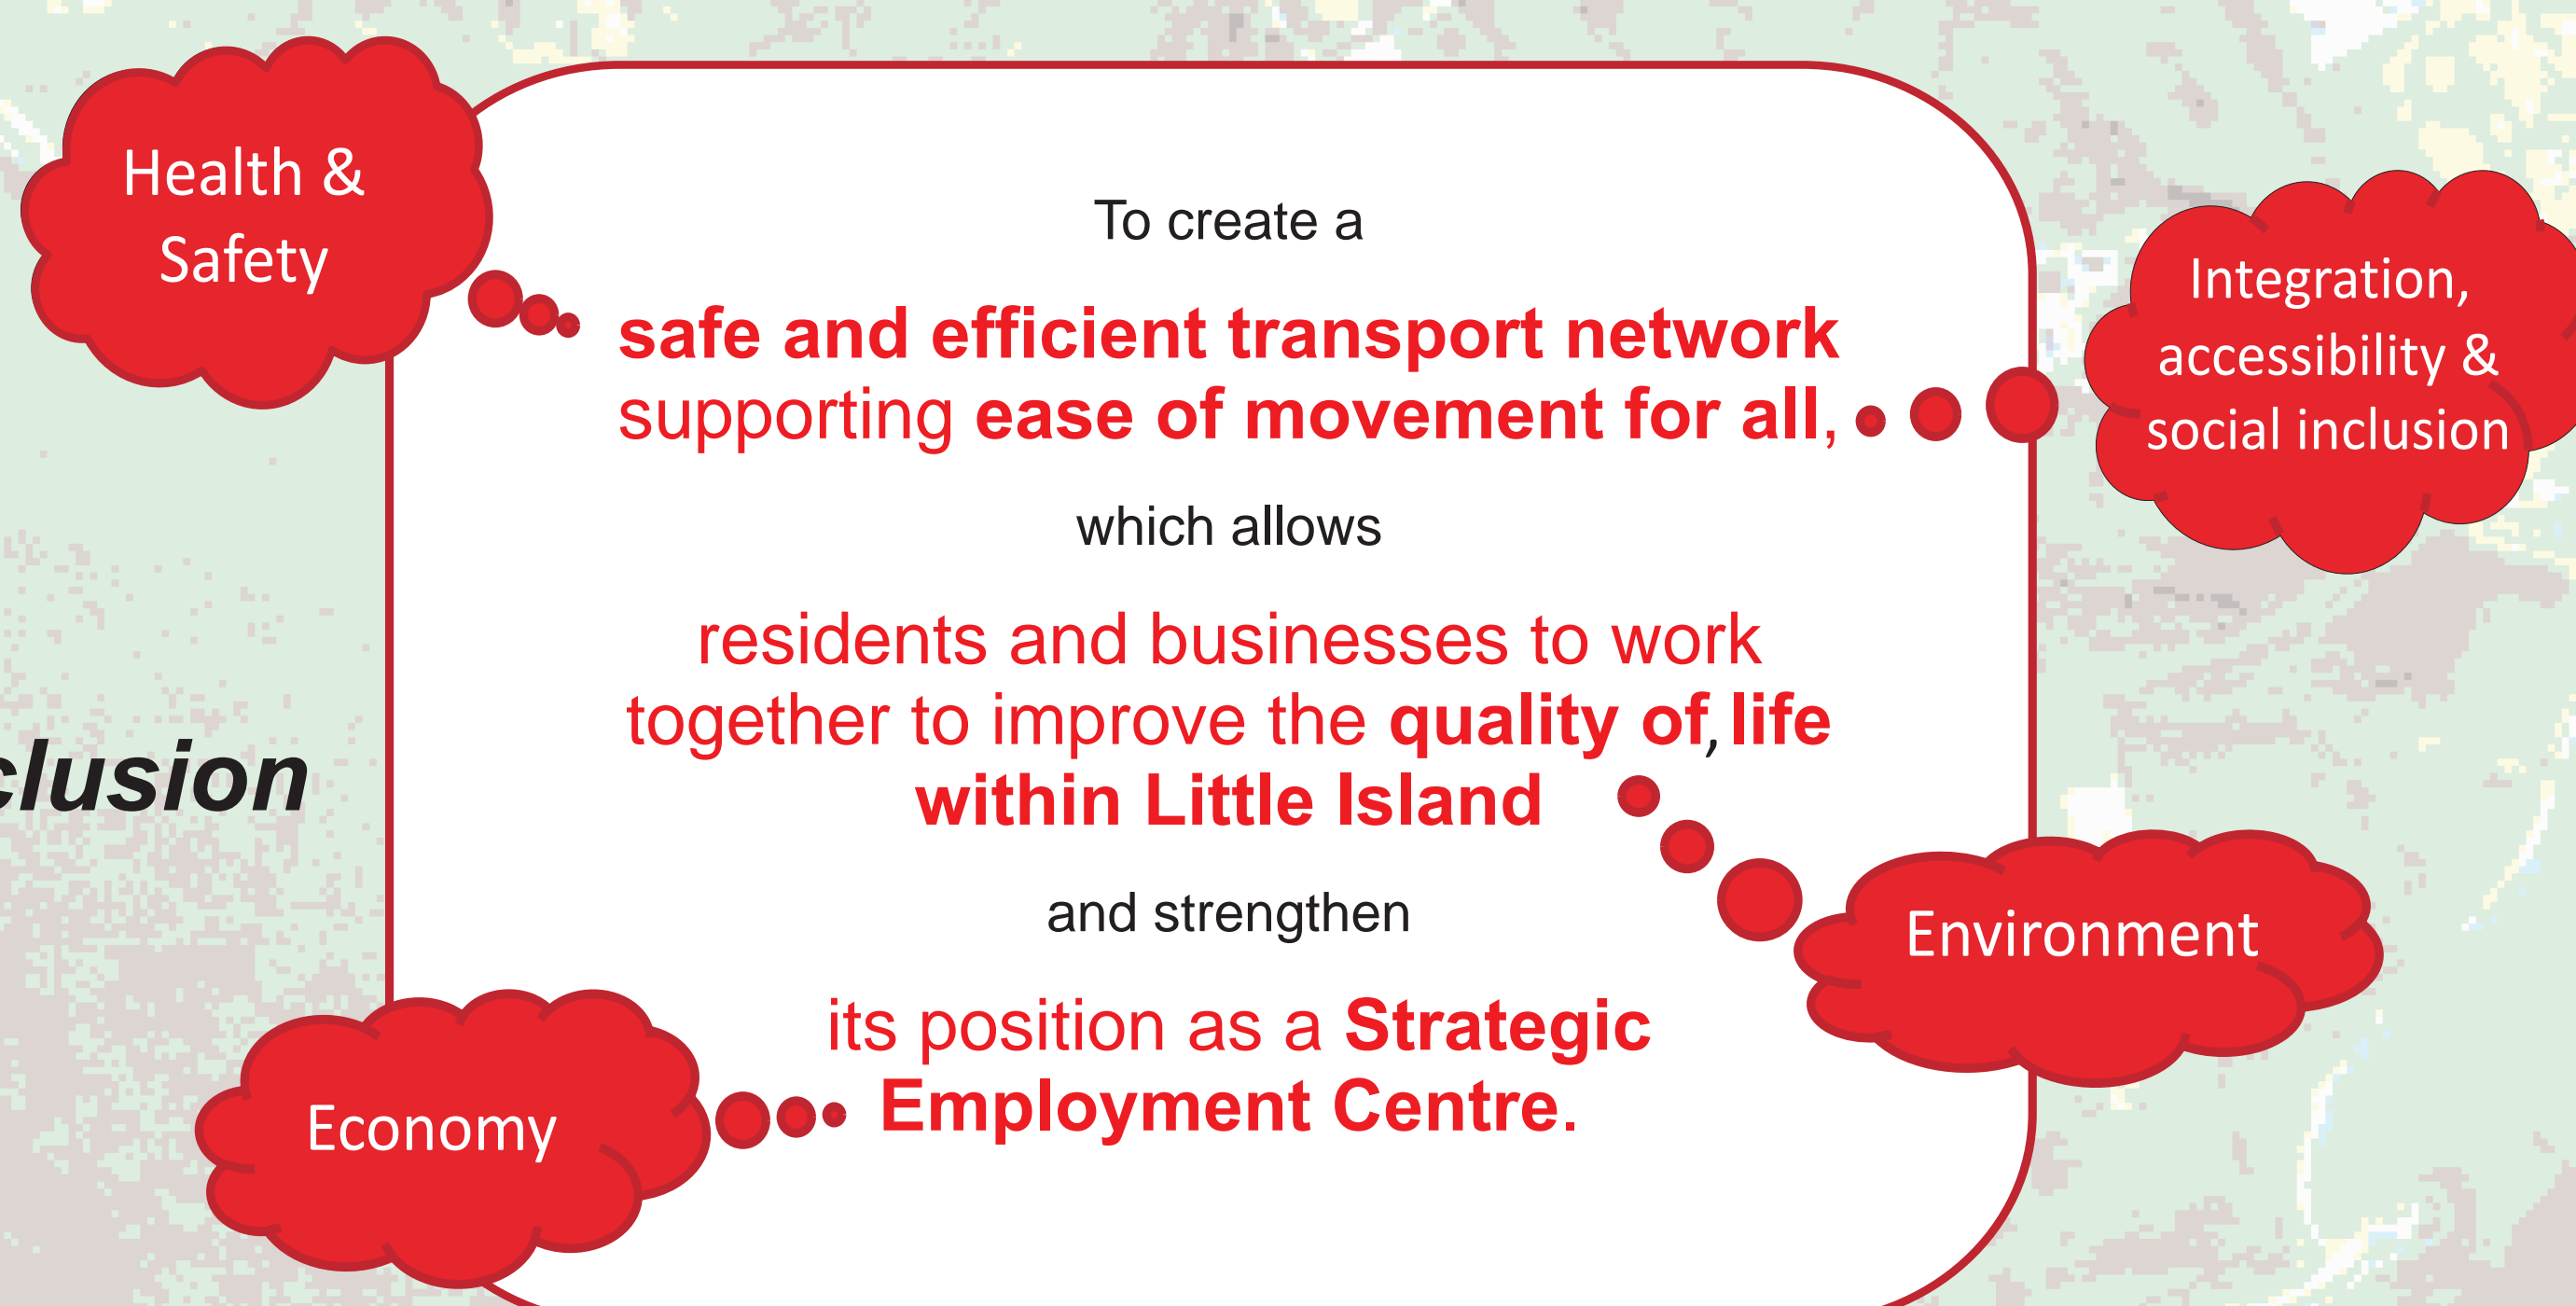 Health &
Safety
To create a
safe and efficient transport network
supporting ease of movement for all,
Integration,
accessibility &
social inclusion
which allows
residents and businesses to work
together to improve the quality of, life
within Little Island
clusion
and strengthen
Environment
its position as a Strategic
Employment Centre.
Economy